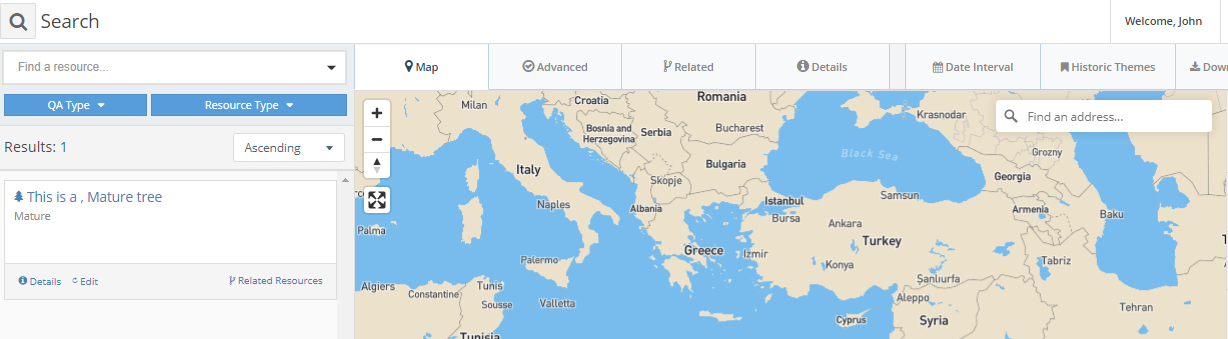 Search
Welcome, John
Find a resource...
QA Type
Resource Type
Results: 1
Ascending
This is a , Mature tree
Mature
Details
Edit
Related Resources
Map
Advanced
Related
Details
Date Interval
Historic Themes
Find an address...
Milan
Croatia
Romania
Krasnodar
Bosnia and
Herzegovina
Serbia
Bucharest
Black Sea
Grozny
Italy
Bulgaria
Georgia
Skopje
Istanbul
Samsun
Naples
Albania
Bursa
Armenia
Baku
Palma
Ankara
Greece
Izmir
Turkey
Palermo
Konya
Tabriz
Şanlıurfa
Algiers
Tunis
Constantine
Sousse
Valletta
Aleppo
Tehran
Cyprus
Syria
Tunisia